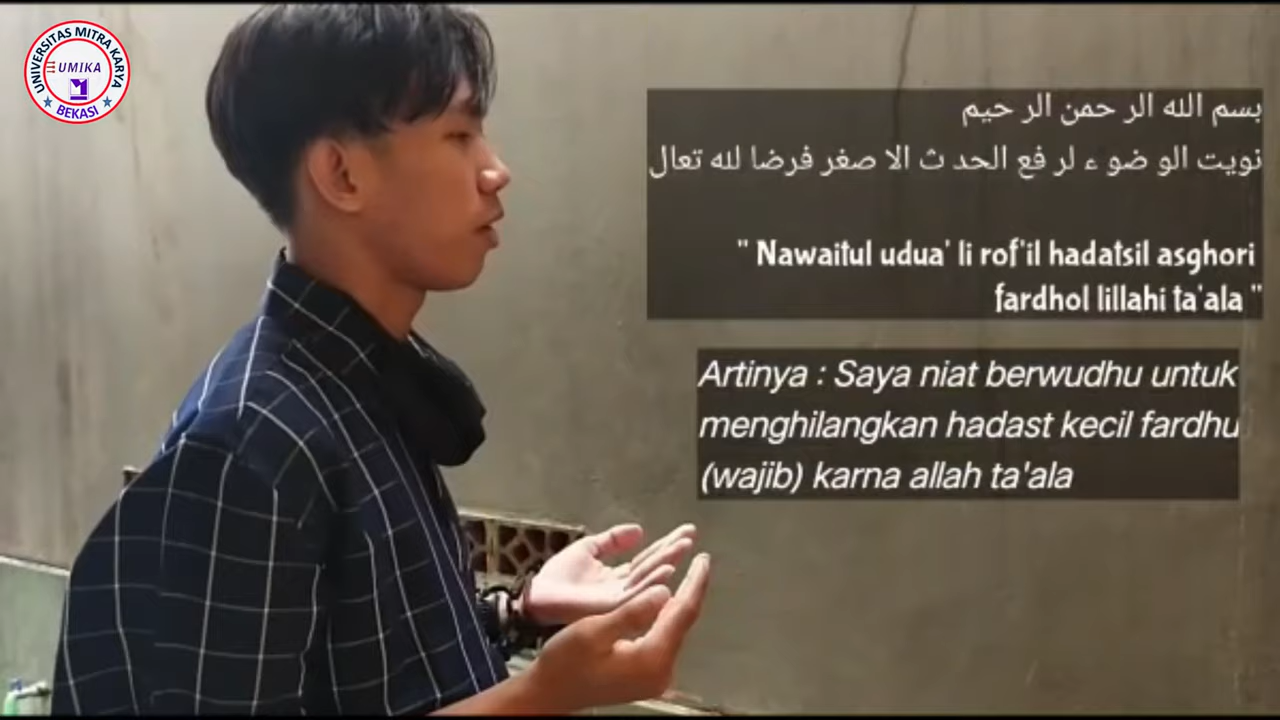 UNIVERSITAS MITRA KARYA
UMIKA
BEKASI
بسم الله الر حمن الر حيم
نويت الو ضو ء لر فع الحد ث الا صغر فرضا لله تعال
" Nawaitul udua' li rof'il hadatsil asghori
fardhol lillahi ta'ala "
Artinya : Saya niat berwudhu untuk
menghilangkan hadast kecil fardhu
(wajib) karna allah ta'ala